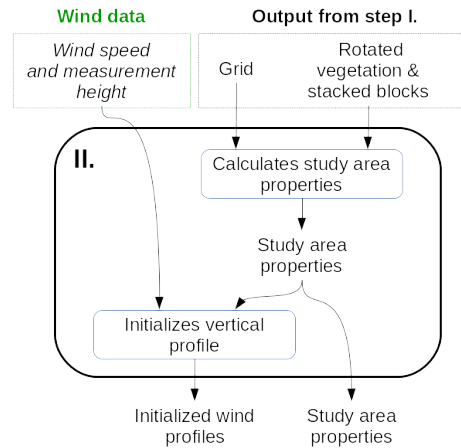 Wind data
Output from step I.
Wind speed
and measurement
height
Grid
Rotated
vegetation &
stacked blocks
II.
Calculates study area
properties
Study area
properties
Initializes vertical
profile
Initialized wind
profiles
Study area
properties